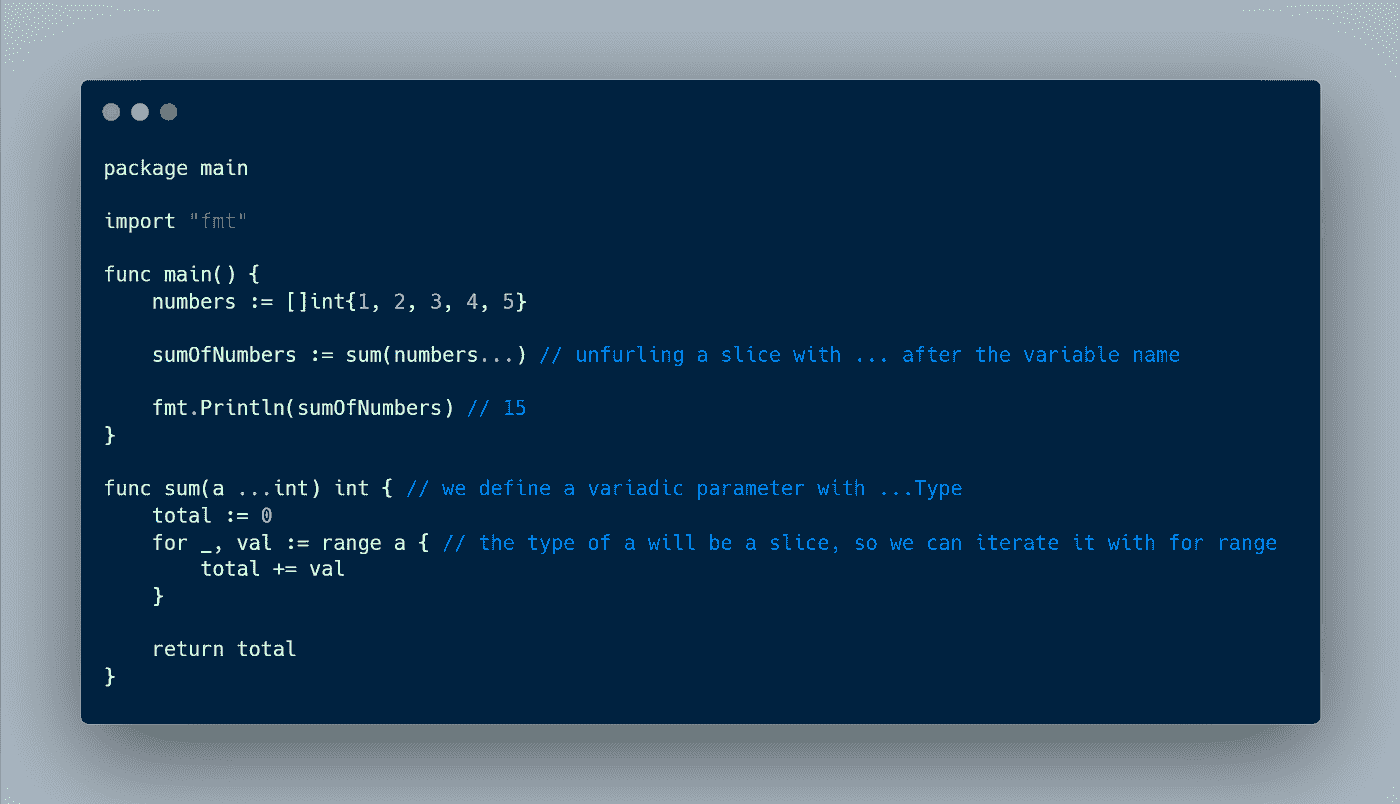 package main
import "fmt"
func main() {
    numbers := []int{1, 2, 3, 4, 5}
    sumOfNumbers := sum(numbers...) // unfurling a slice with ... after the variable name
    fmt.Println(sumOfNumbers) // 15
}
func sum(a ...int) int { // we define a variadic parameter with ...Type
    total := 0
    for _, val := range a { // the type of a will be a slice, so we can iterate it with for range
        total += val
    }
    return total
}